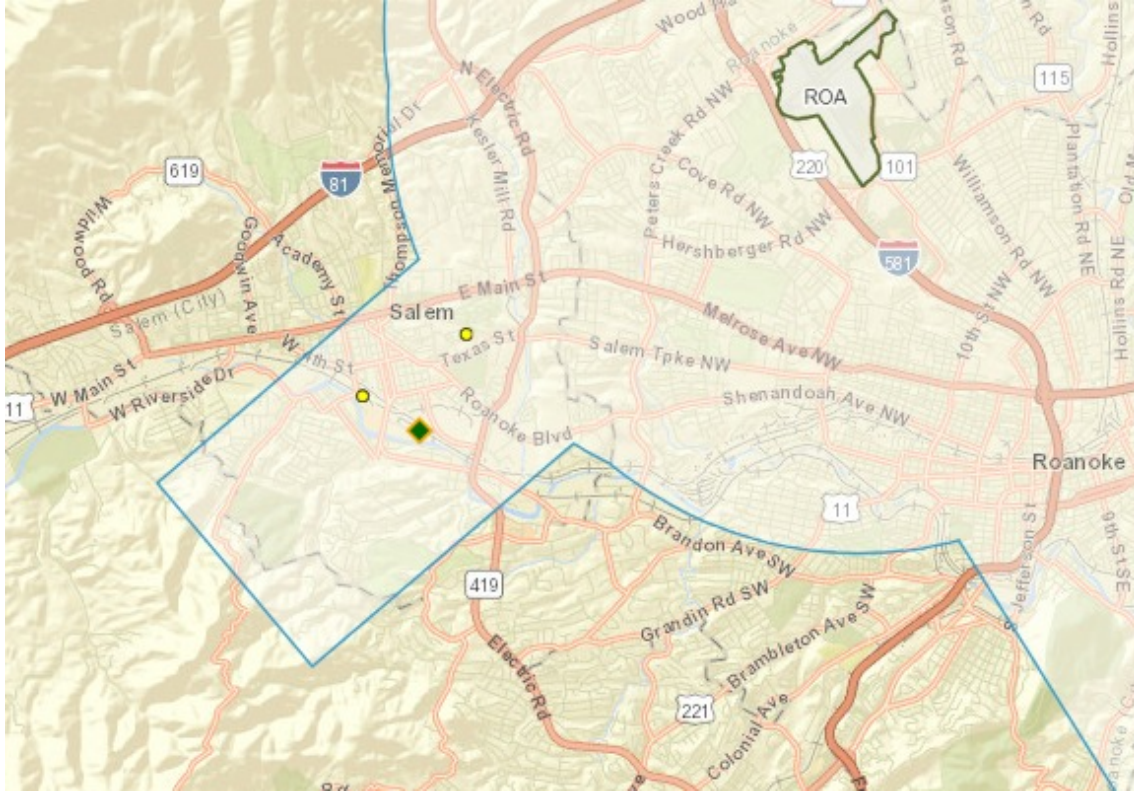 Wood Ha
Roanoke
Hollins
N Electric Rd
ROA
115
Kesler Mill Rd
Peters Creek Rd NW
Plantation Rd NE
619
81
220
101
Cove Rd NW
Williamson Rd NW
Wildwood Rd
Goodwin Ave
Academy St
Hershberger Rd NW
581
Hollins Rd NE
Salem (City)
E Main St
Salem
Texas St
Melrose Ave NW
10th St NW
Salem Tpke NW
W Main St
W Riverside Dr
11
Roanoke Blvd
Shenandoah Ave NW
Roanoke
11
Brandon Ave SW
S Jefferson St
9th St SE
419
Grandin Rd SW
Brambleton Ave SW
Electric Rd
221
Colonial Ave
Rd